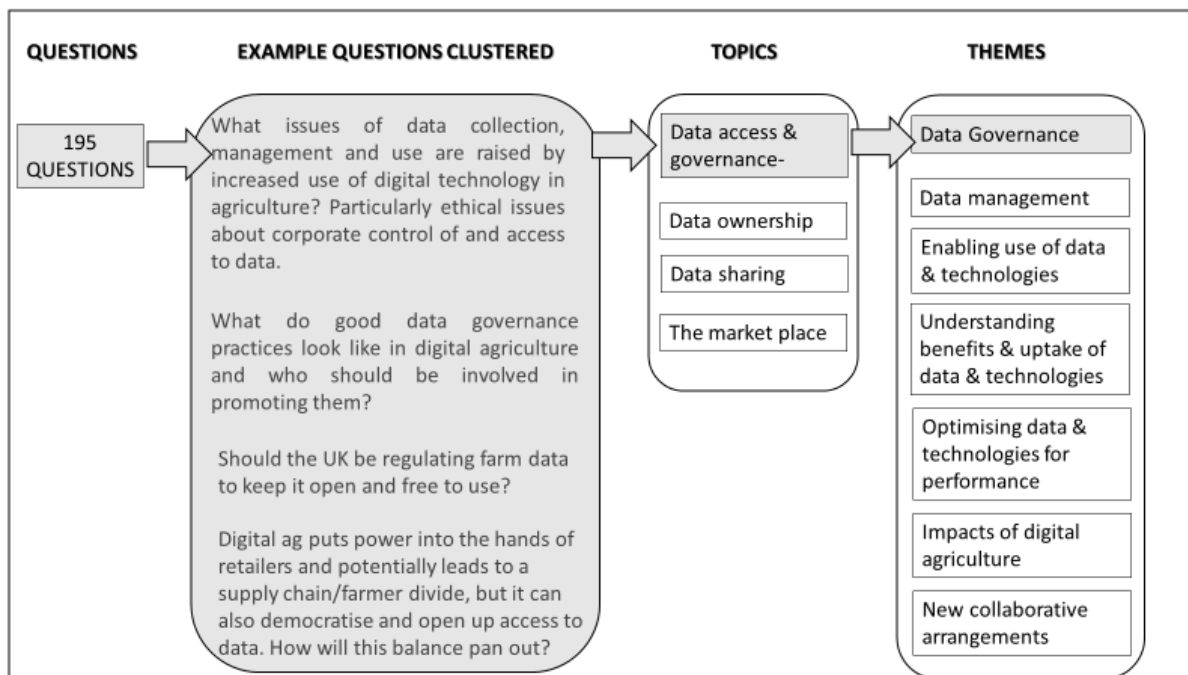 QUESTIONS
EXAMPLE QUESTIONS CLUSTERED
TOPICS
THEMES
195
QUESTIONS
What issues of data collection,
management and use are raised by
increased use of digital technology in
agriculture? Particularly ethical issues
about corporate control of and access
to data.
What do good data governance
practices look like in digital agriculture
and who should be involved in
promoting them?
Should the UK be regulating farm data
to keep it open and free to use?
Digital ag puts power into the hands of
retailers and potentially leads to a
supply chain/farmer divide, but it can
also democratise and open up access to
data. How will this balance pan out?
Data access &
governance-
Data ownership
Data sharing
The market place
Data Governance
Data management
Enabling use of data
& technologies
Understanding
benefits & uptake of
data & technologies
Optimising data &
technologies for
performance
Impacts of digital
agriculture
New collaborative
arrangements